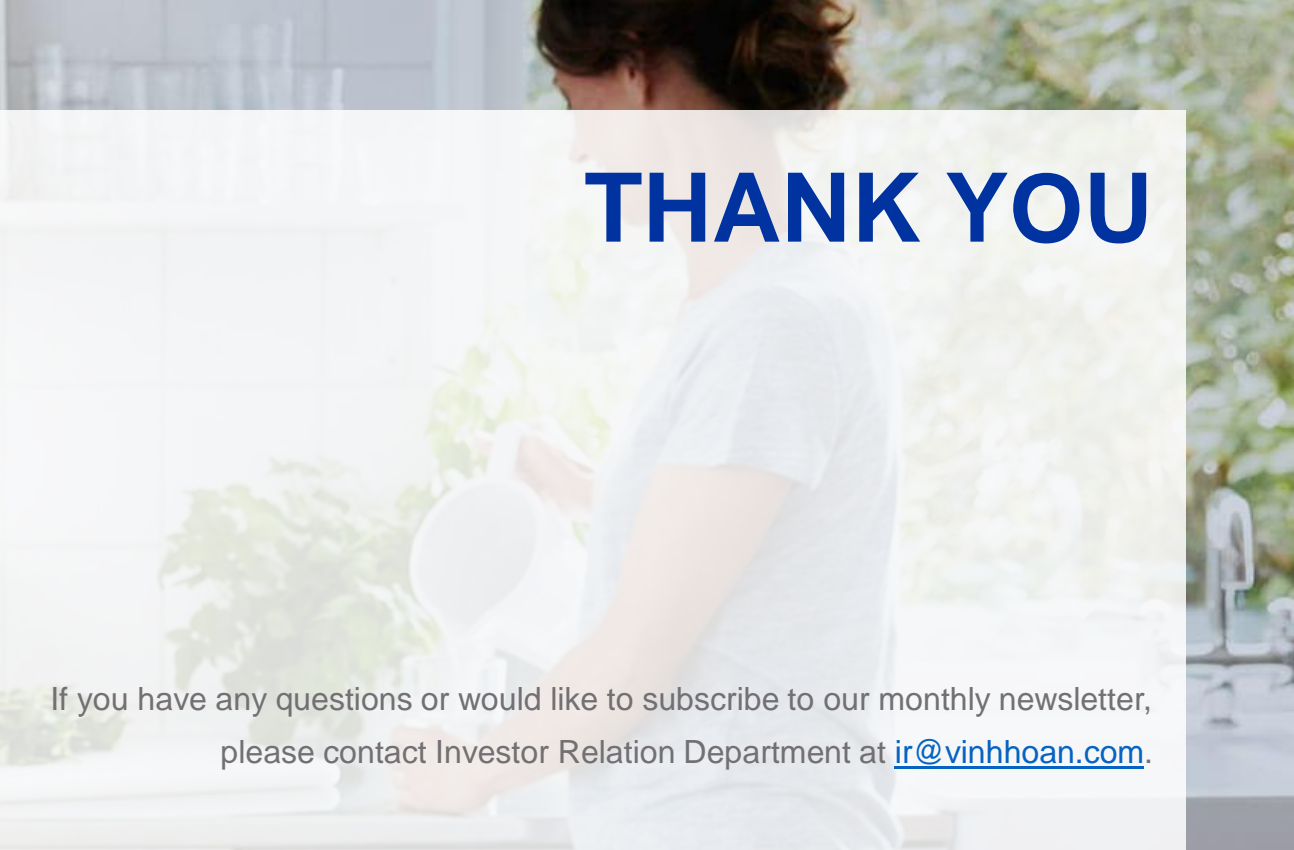 THANK YOU
If you have any questions or would like to subscribe to our monthly newsletter,
please contact Investor Relation Department at ir@vinhhoan.com.